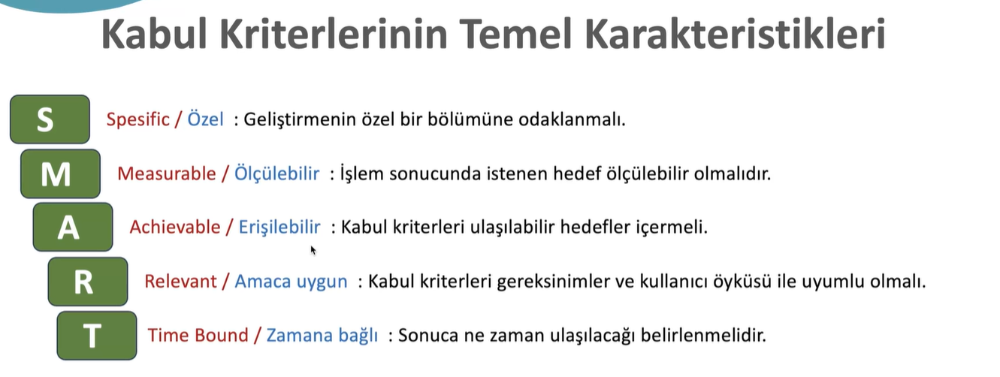 Kabul Kriterlerinin Temel Karakteristikleri
S Spesific / Özel : Geliştirmenin özel bir bölümüne odaklanmalı.
M Measurable / Ölçülebilir : İşlem sonucunda istenen hedef ölçülebilir olmalıdır.
A Achievable / Erişilebilir : Kabul kriterleri ulaşılabilir hedefler içermeli.
R Relevant / Amaca uygun : Kabul kriterleri gereksinimler ve kullanıcı öyküsü ile uyumlu olmalı.
T Time Bound / Zamana bağlı : Sonuca ne zaman ulaşılacağı belirlenmelidir.